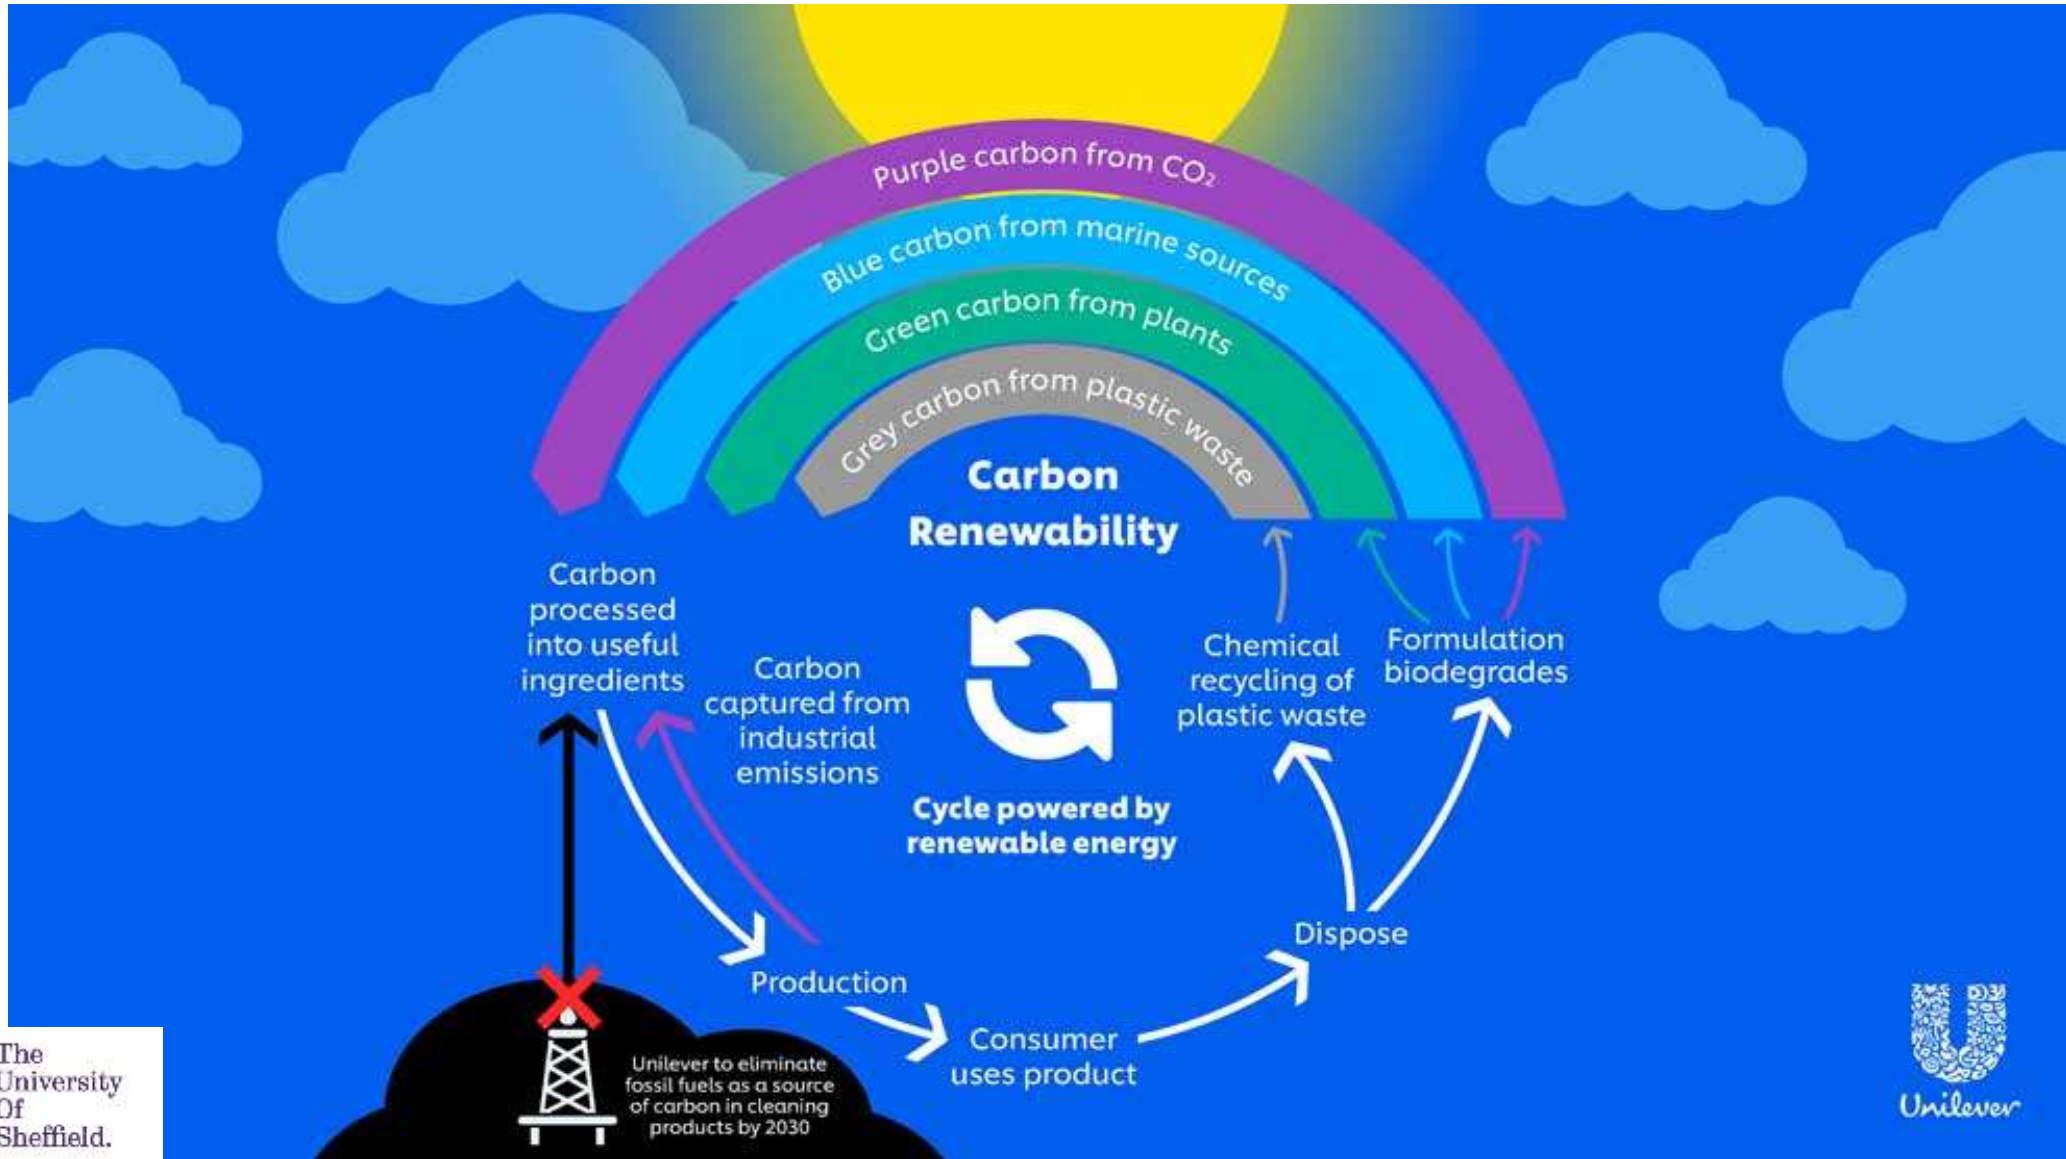 Purple carbon from CO₂
Blue carbon from marine sources
Green carbon from plants
Grey carbon from plastic waste
Carbon
Renewability
Carbon
processed
into useful
ingredients
Carbon
captured from
industrial
emissions
Chemical
recycling of
plastic waste
Formulation
biodegrades
Cycle powered by
renewable energy
Dispose
Production
Consumer
uses product
Unilever to eliminate
fossil fuels as a source
of carbon in cleaning
products by 2030
The
University
Of
Sheffield.
Unilever